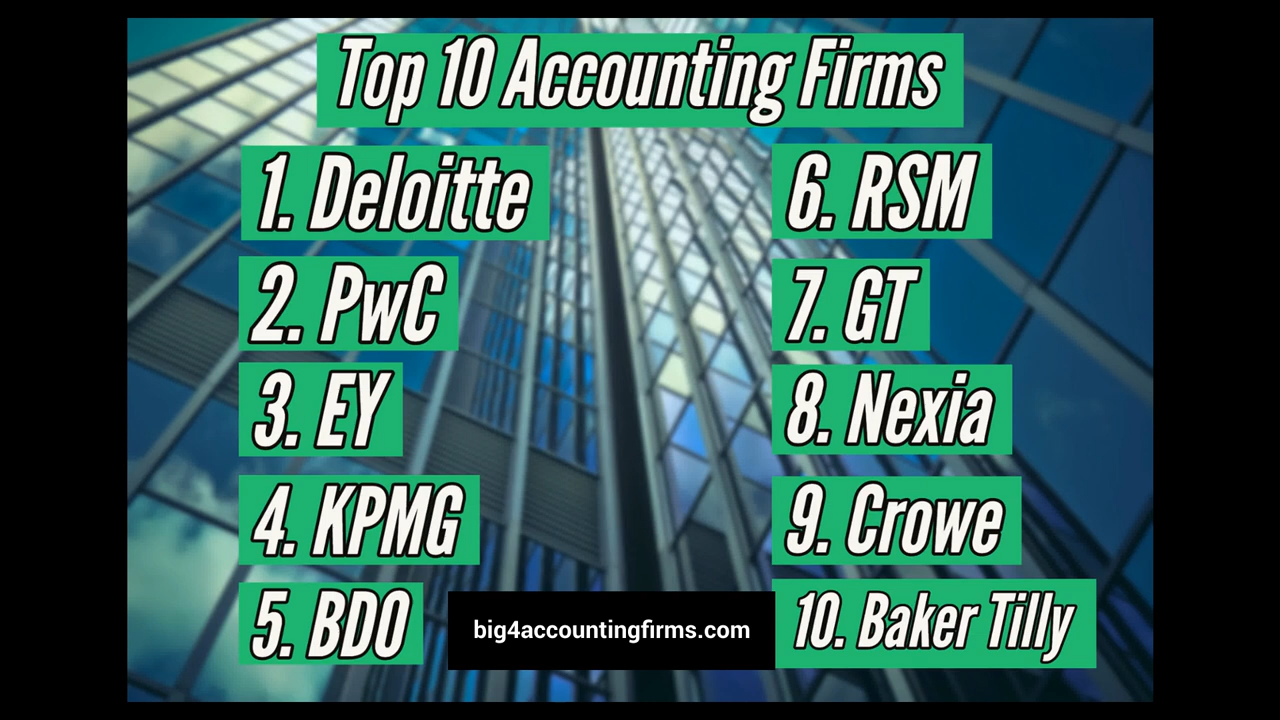 Top 10 Accounting Firms
1. Deloitte
2. PwC
3. EY
4. KPMG
5. BDO
6. RSM
7. GT
8. Nexia
9. Crowe
10. Baker Tilly
big4accountingfirms.com